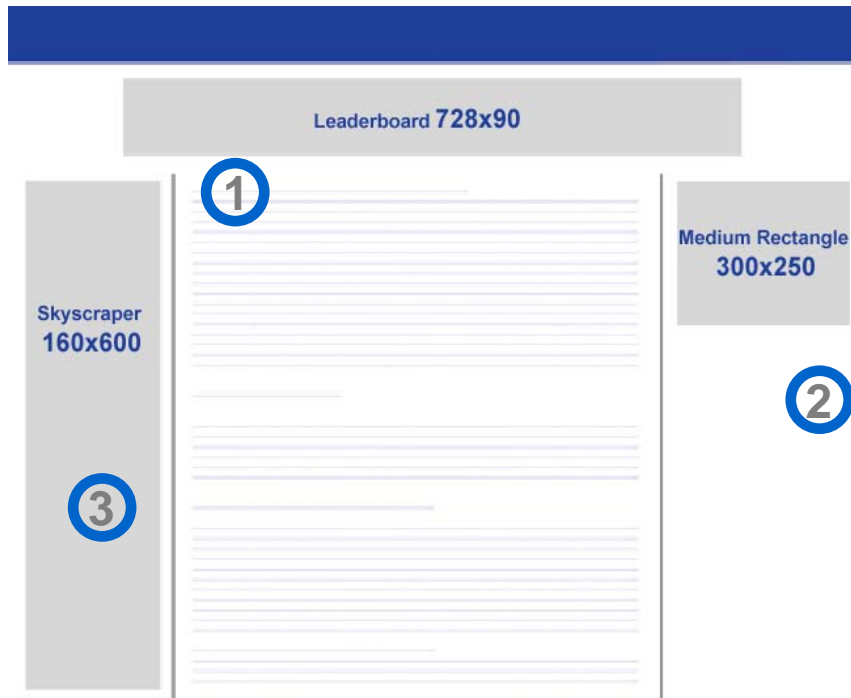 Leaderboard 728x90
1
Medium Rectangle
300x250
Skyscraper
160x600
2
3